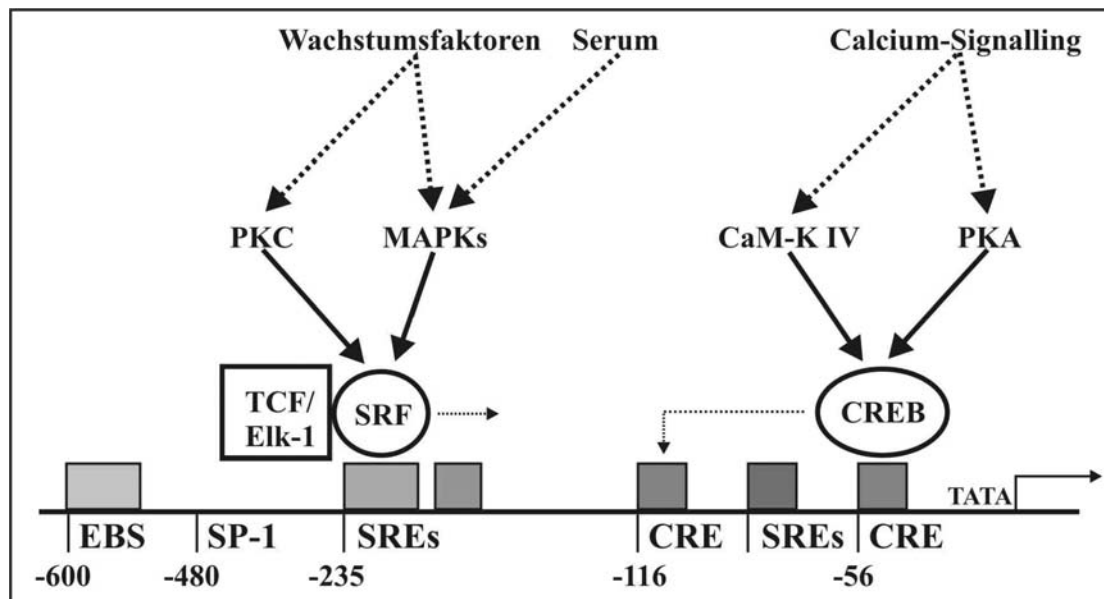 Wachstumsfaktoren Serum Calcium-Signalling
PKC MAPKs CaM-K IV PKA
TCF/
Elk-1
SRF
CREB
TATA
EBS SP-1 SREs CRE SREs CRE
-600 -480 -235 -116 -56